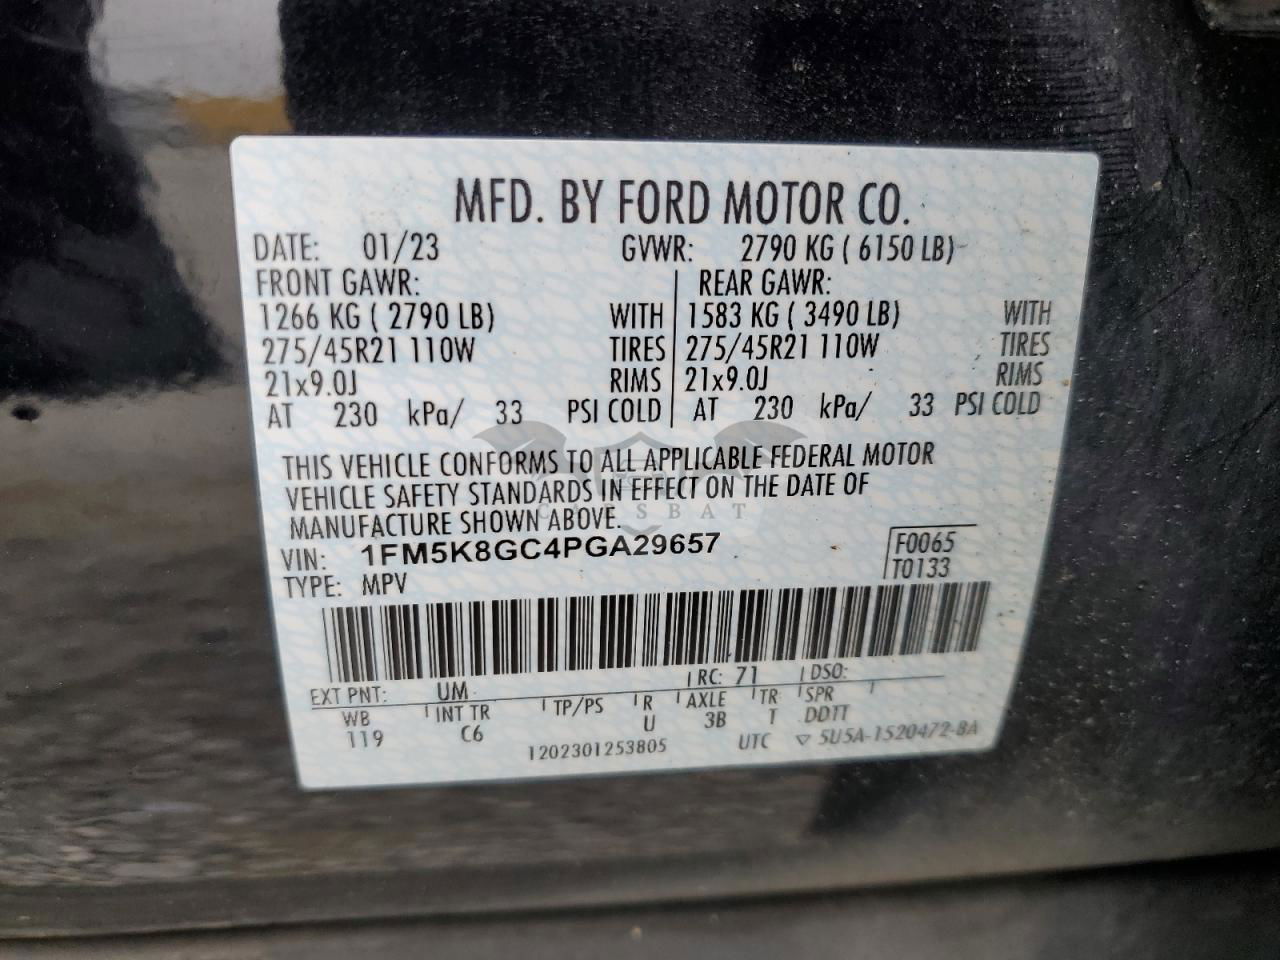 MFD. BY FORD MOTOR CO.
DATE: 01/23 GVWR: 2790 KG ( 6150 LB)
FRONT GAWR: REAR GAWR:
1266 KG ( 2790 LB) WITH 1583 KG ( 3490 LB) WITH
275/45R21 110W TIRES 275/45R21 110W TIRES
21x9.0J RIMS 21x9.0J RIMS
AT 230 kPa/ 33 PSI COLD AT 230 kPa/ 33 PSI COLD
THIS VEHICLE CONFORMS TO ALL APPLICABLE FEDERAL MOTOR
VEHICLE SAFETY STANDARDS IN EFFECT ON THE DATE OF
CARSBAT
MANUFACTURE SHOWN ABOVE.
VIN: 1FM5K8GC4PGA29657 F0065
TYPE: MPV T0133
EXT PNT: UM RC: 71 DSO:
WB INT TR TP/PS R AXLE TR SPR
119 C6 U 3B T DDTT
1202301253805 UTC ▽ 5U5A-1520472-BA